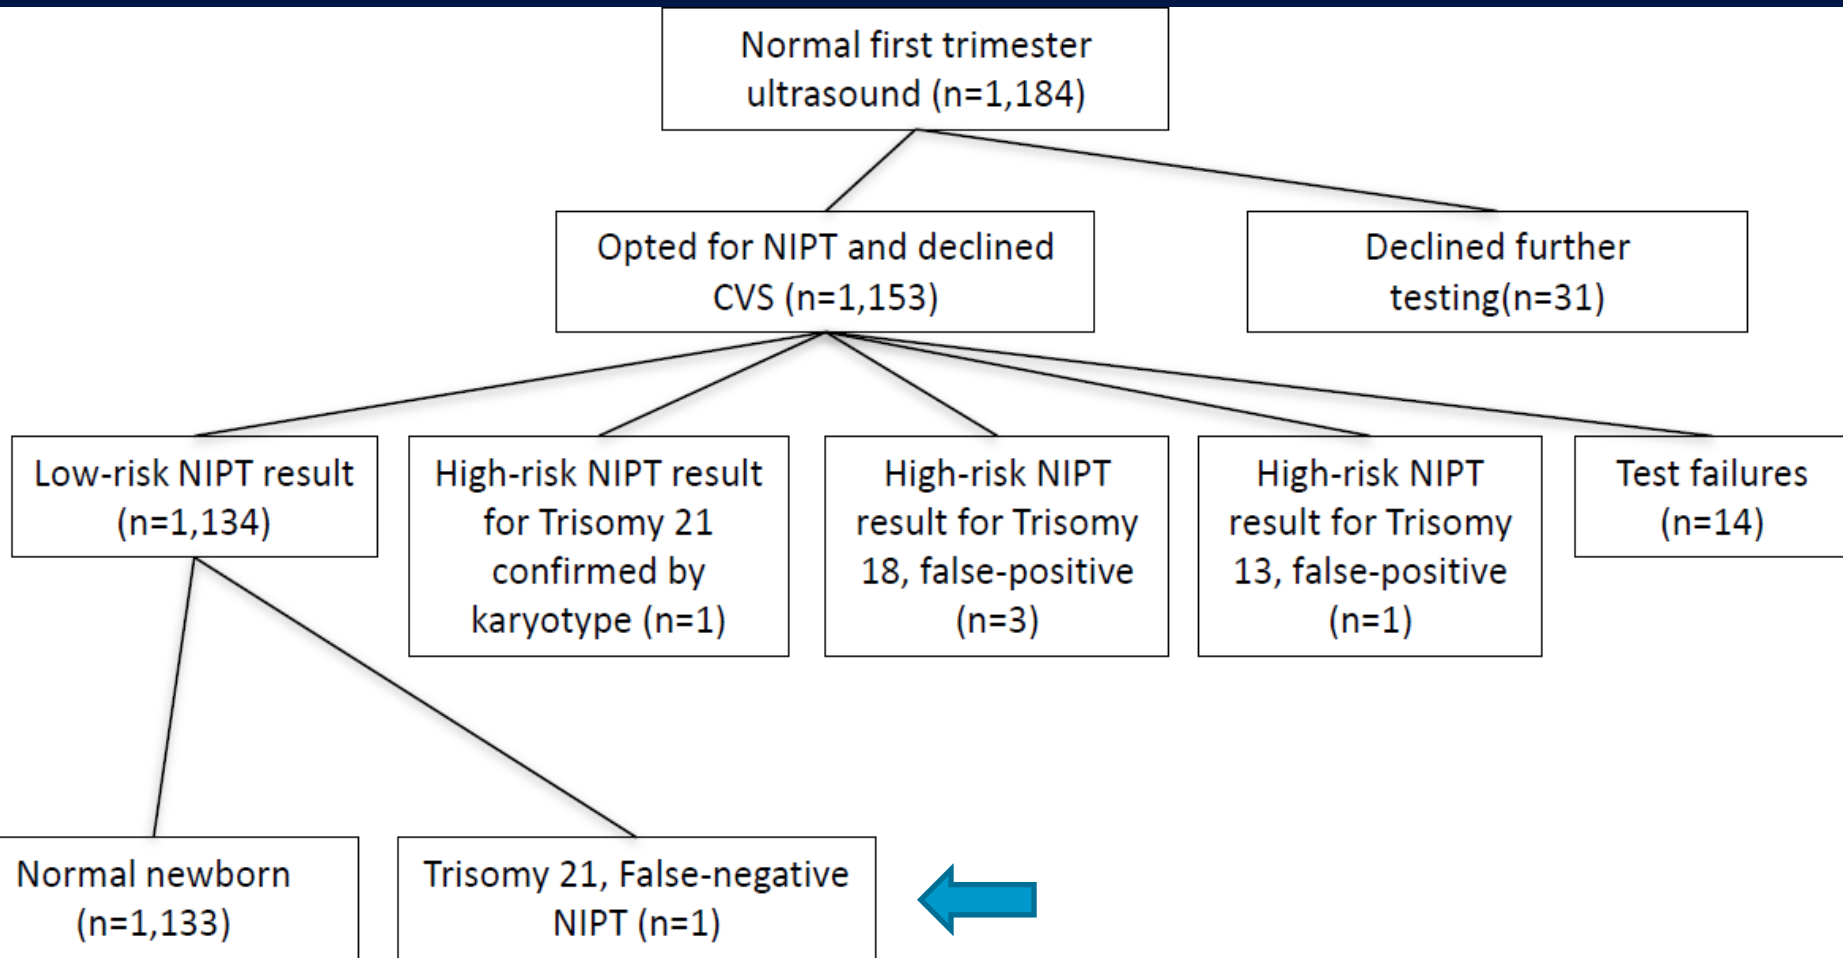 Normal first trimester
ultrasound (n=1,184)
Opted for NIPT and declined
CVS (n=1,153)
Declined further
testing(n=31)
Low-risk NIPT result
(n=1,134)
High-risk NIPT result
for Trisomy 21
confirmed by
karyotype (n=1)
High-risk NIPT
result for Trisomy
18, false-positive
(n=3)
High-risk NIPT
result for Trisomy
13, false-positive
(n=1)
Test failures
(n=14)
Normal newborn
(n=1,133)
Trisomy 21, False-negative
NIPT (n=1)